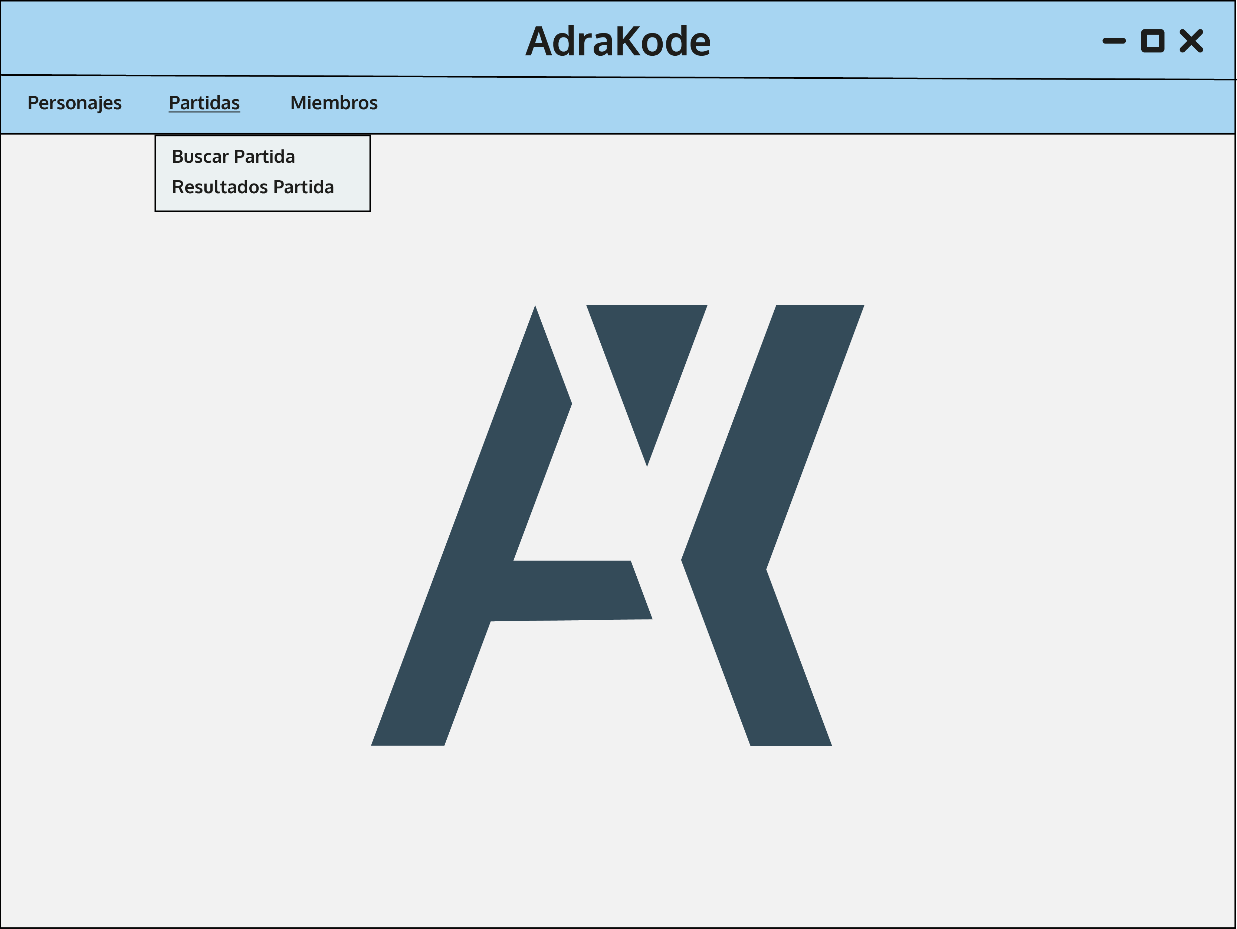 AdraKode
Personajes Partidas Miembros
Buscar Partida
Resultados Partida